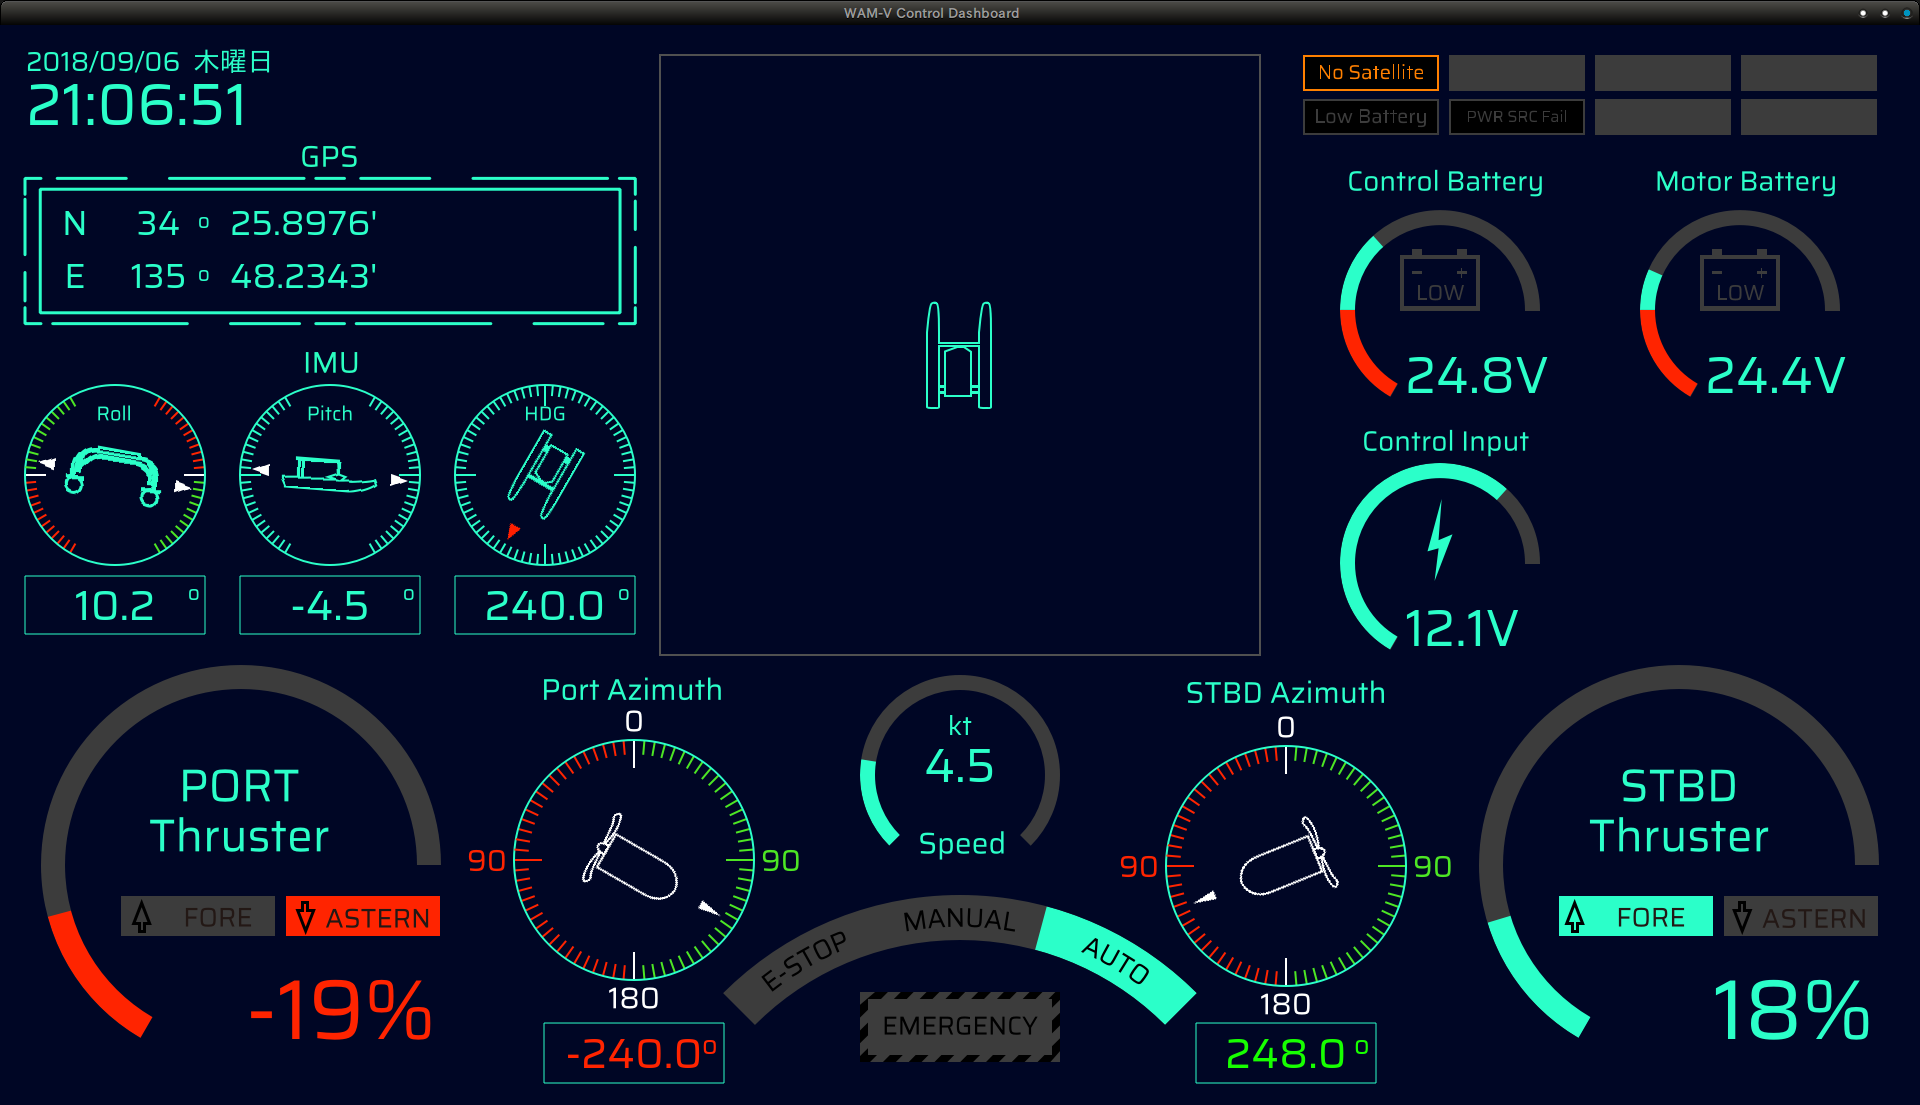 WAM-V Control Dashboard
2018/09/06 木曜日
21:06:51
GPS
N 34 ° 25.8976'
E 135 ° 48.2343'
IMU
Roll
Pitch
HDG
10.2 °
-4.5 °
240.0 °
No Satellite
Low Battery
PWR SRC Fail
Control Battery
LOW
24.8V
Motor Battery
LOW
24.4V
Control Input
12.1V
PORT
Thruster
FORE
ASTERN
-19%
Port Azimuth
0
90
90
180
-240.0°
kt
4.5
Speed
E-STOP
MANUAL
AUTO
EMERGENCY
STBD Azimuth
0
90
90
180
248.0 °
STBD
Thruster
FORE
ASTERN
18%